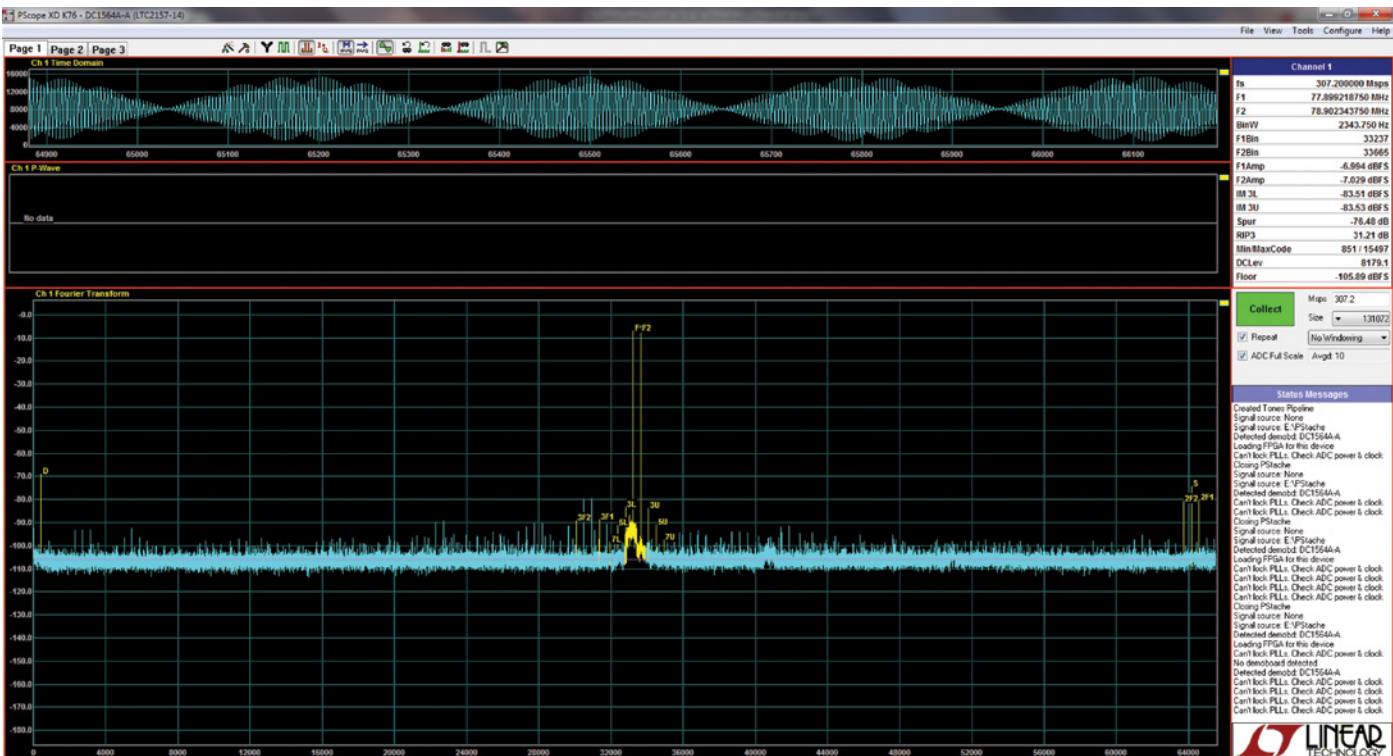 PScope XD K76 - DC1564A-A (LTC2157-14)
File View Tools Configure Help
Page 1 Page 2 Page 3
Ch 1 Time Domain
16000
12000
8000
4000
0
64900 65000 65100 65200 65300 65400 65500 65600 65700 65800 65900 66000 66100
Ch 1 P-Wave
No data
Ch 1 Fourier Transform
-0.0
-10.0
-20.0
-30.0
-40.0
-50.0
-60.0
-70.0
-80.0
-90.0
-100.0
-110.0
-120.0
-130.0
-140.0
-150.0
-160.0
-170.0
-180.0
D
F F2
3F2 3F1 7L 5L 3L 3U 5U 7U
S
2F2 2F1
0 4000 8000 12000 16000 20000 24000 28000 32000 36000 40000 44000 48000 52000 56000 60000 64000
Channel 1
fs 307.200000 Msps
F1 77.899218750 MHz
F2 78.902343750 MHz
BinW 2343.750 Hz
F1Bin 33237
F2Bin 33665
F1Amp -6.994 dBFS
F2Amp -7.029 dBFS
IM 3L -83.51 dBFS
IM 3U -83.53 dBFS
Spur -76.48 dB
RIP3 31.21 dB
Min/MaxCode 851 / 15497
DCLev 8179.1
Floor -105.89 dBFS
Collect
Msps 307.2
Size 131072
Repeat
No Windowing
ADC Full Scale
Avgd: 10
Status Messages
Created Tones Pipeline
Signal source: None
Signal source: E:\PStache
Detected demobd: DC1564A-A
Loading FPGA for this device
Can't lock PLLs. Check ADC power & clock.
Closing PStache
Signal source: None
Signal source: E:\PStache
Detected demobd: DC1564A-A
Can't lock PLLs. Check ADC power & clock.
Can't lock PLLs. Check ADC power & clock.
Closing PStache
Signal source: None
Signal source: E:\PStache
Detected demobd: DC1564A-A
Loading FPGA for this device
Can't lock PLLs. Check ADC power & clock.
Can't lock PLLs. Check ADC power & clock.
Can't lock PLLs. Check ADC power & clock.
Can't lock PLLs. Check ADC power & clock.
Closing PStache
Signal source: None
Signal source: E:\PStache
Detected demobd: DC1564A-A
Loading FPGA for this device
Can't lock PLLs. Check ADC power & clock.
No demoboard detected
Detected demobd: DC1564A-A
Can't lock PLLs. Check ADC power & clock.
Can't lock PLLs. Check ADC power & clock.
Can't lock PLLs. Check ADC power & clock.
Can't lock PLLs. Check ADC power & clock.
LINEAR
TECHNOLOGY